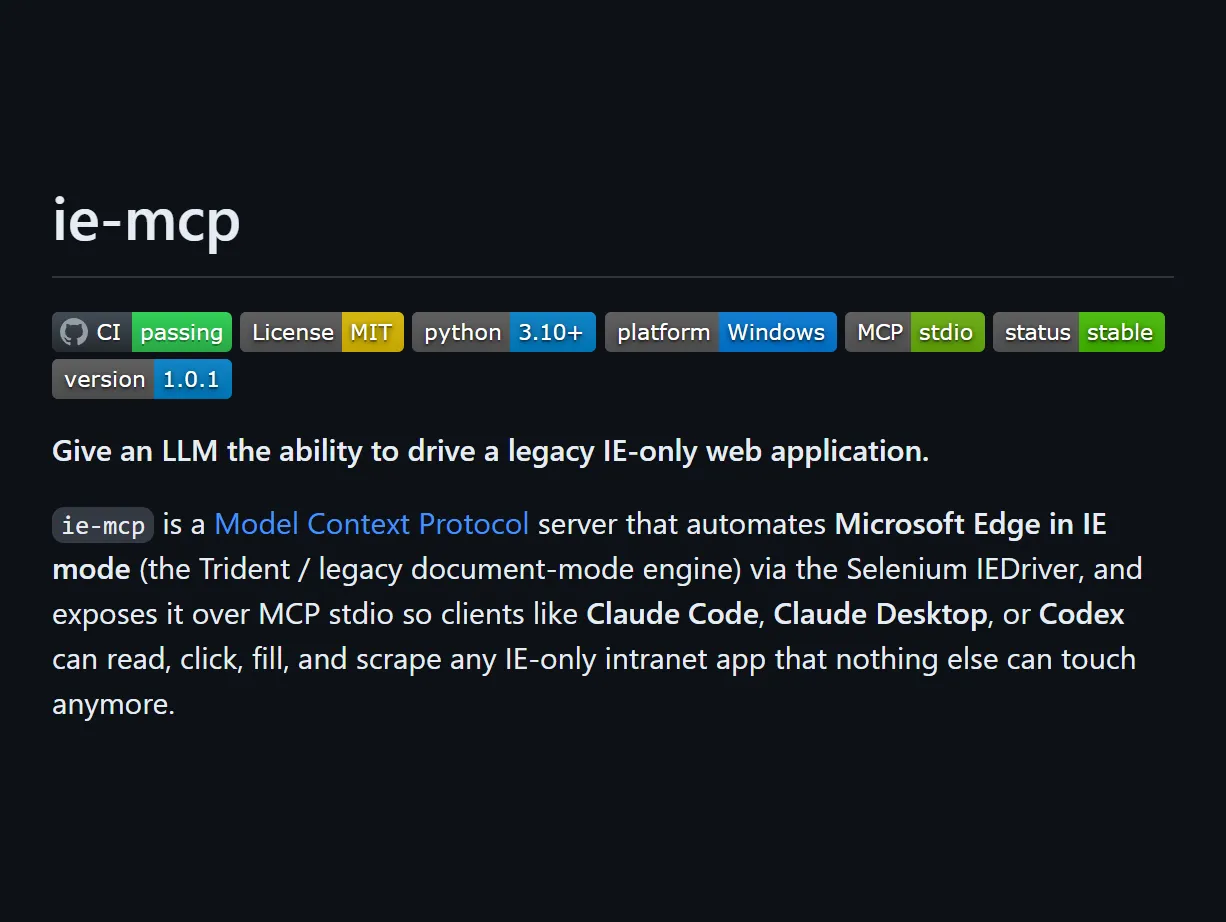 ie-mcp
CI passing License MIT python 3.10+ platform Windows MCP stdio status stable
version 1.0.1
Give an LLM the ability to drive a legacy IE-only web application.
ie-mcp is a Model Context Protocol server that automates Microsoft Edge in IE
mode (the Trident / legacy document-mode engine) via the Selenium IEDriver, and
exposes it over MCP stdio so clients like Claude Code, Claude Desktop, or Codex
can read, click, fill, and scrape any IE-only intranet app that nothing else can touch
anymore.